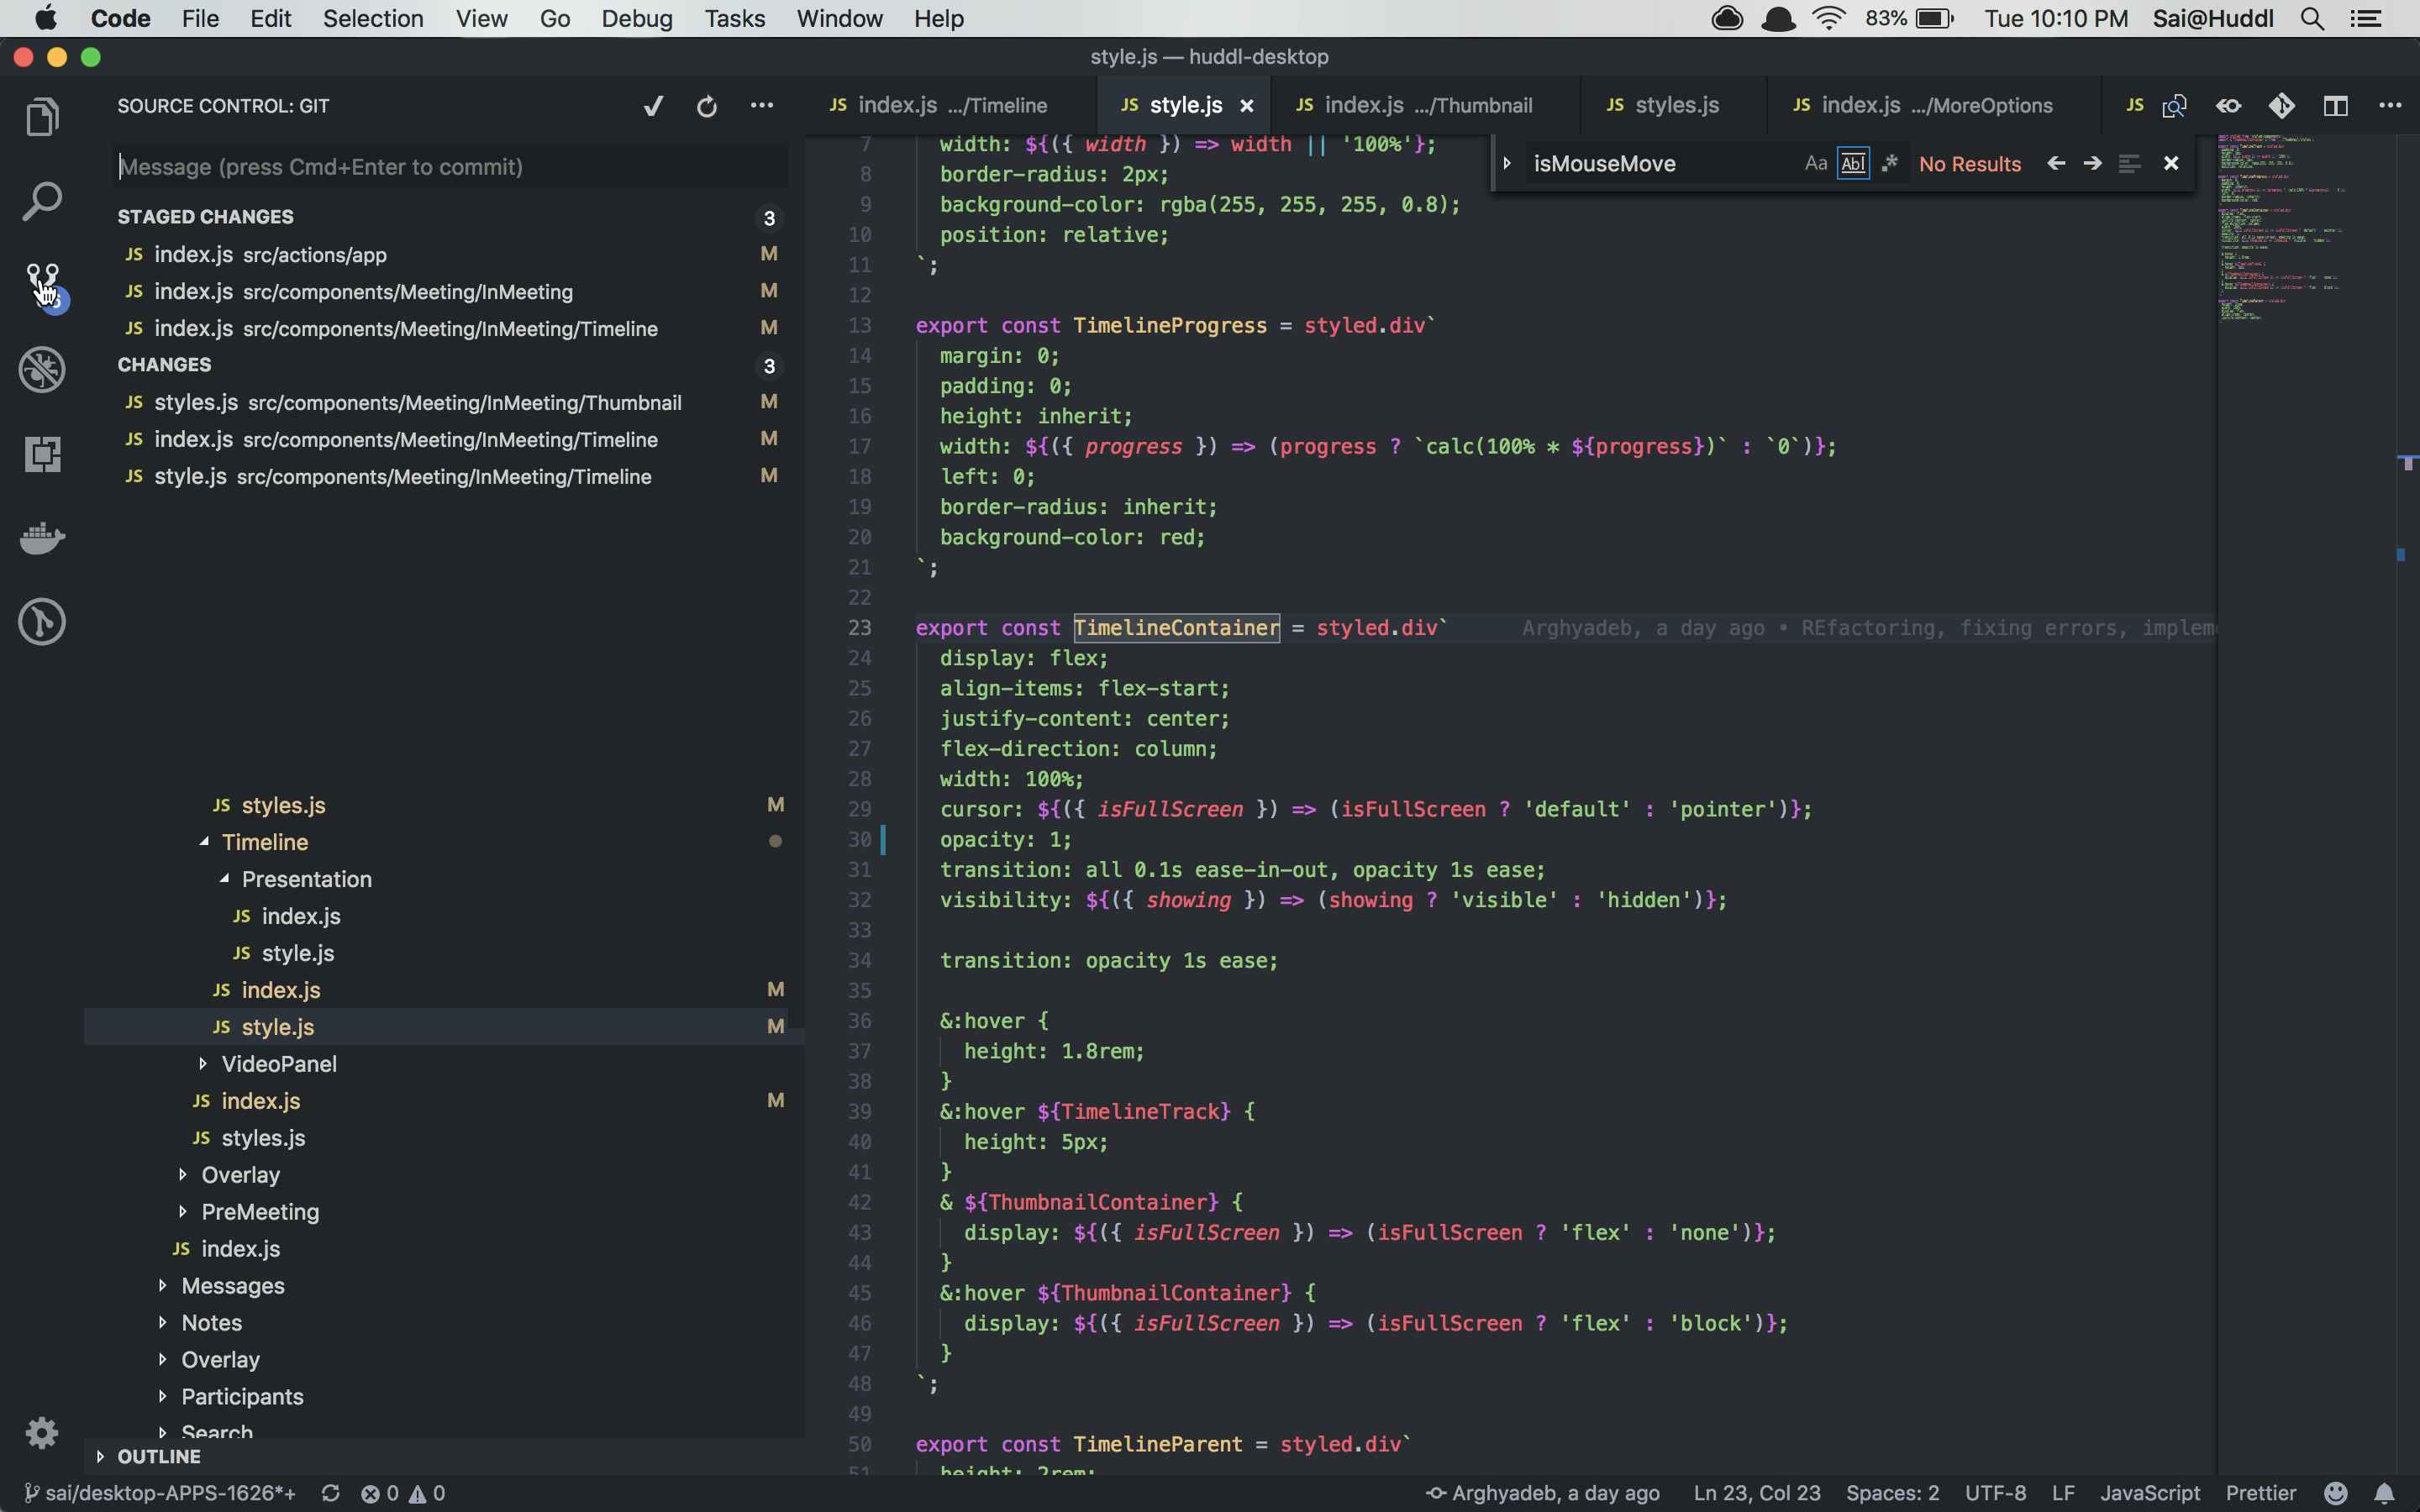 Code File Edit Selection View Go Debug Tasks Window Help 83% Tue 10:10 PM Sai@Huddl
style.js — huddl-desktop
SOURCE CONTROL: GIT
Message (press Cmd+Enter to commit)
STAGED CHANGES 3
JS index.js src/actions/app M
JS index.js src/components/Meeting/InMeeting M
JS index.js src/components/Meeting/InMeeting/Timeline M
CHANGES 3
JS styles.js src/components/Meeting/InMeeting/Thumbnail M
JS index.js src/components/Meeting/InMeeting/Timeline M
JS style.js src/components/Meeting/InMeeting/Timeline M
JS styles.js M
Timeline
Presentation
JS index.js
JS style.js
JS index.js M
JS style.js M
VideoPanel
JS index.js M
JS styles.js
Overlay
PreMeeting
JS index.js
Messages
Notes
Overlay
Participants
Search
OUTLINE
JS index.js .../Timeline JS style.js × JS index.js .../Thumbnail JS styles.js JS index.js .../MoreOptions JS
isMouseMove Aa Abl .* No Results
7 width: ${({ width }) => width || '100%'};
8 border-radius: 2px;
9 background-color: rgba(255, 255, 255, 0.8);
10 position: relative;
11 `;
12
13 export const TimelineProgress = styled.div`
14 margin: 0;
15 padding: 0;
16 height: inherit;
17 width: ${({ progress }) => (progress ? `calc(100% * ${progress})` : `0`)};
18 left: 0;
19 border-radius: inherit;
20 background-color: red;
21 `;
22
23 export const TimelineContainer = styled.div` Arghyadeb, a day ago • REfactoring, fixing errors, implem
24 display: flex;
25 align-items: flex-start;
26 justify-content: center;
27 flex-direction: column;
28 width: 100%;
29 cursor: ${({ isFullScreen }) => (isFullScreen ? 'default' : 'pointer')};
30 opacity: 1;
31 transition: all 0.1s ease-in-out, opacity 1s ease;
32 visibility: ${({ showing }) => (showing ? 'visible' : 'hidden')};
33
34 transition: opacity 1s ease;
35
36 &:hover {
37 height: 1.8rem;
38 }
39 &:hover ${TimelineTrack} {
40 height: 5px;
41 }
42 & ${ThumbnailContainer} {
43 display: ${({ isFullScreen }) => (isFullScreen ? 'flex' : 'none')};
44 }
45 &:hover ${ThumbnailContainer} {
46 display: ${({ isFullScreen }) => (isFullScreen ? 'flex' : 'block')};
47 }
48 `;
49
50 export const TimelineParent = styled.div`
51 height: 2rem;
sai/desktop-APPS-1626*+ 0 0 Arghyadeb, a day ago Ln 23, Col 23 Spaces: 2 UTF-8 LF JavaScript Prettier